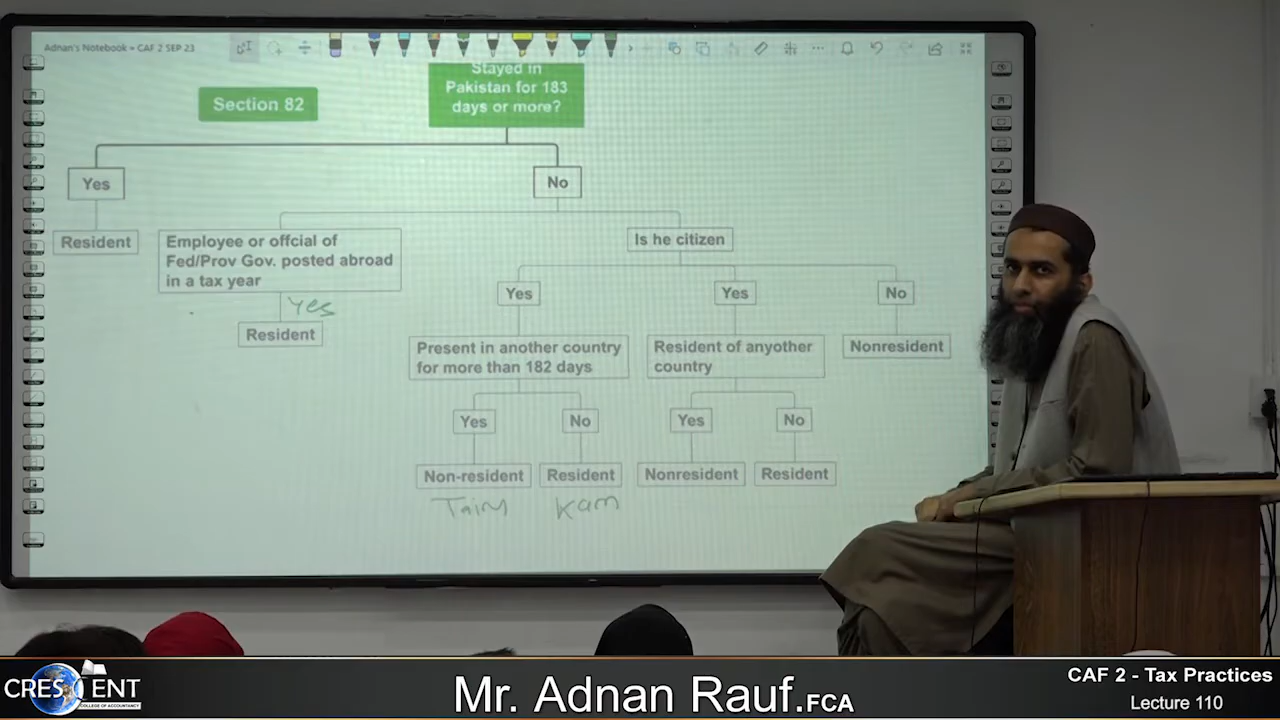 Adnan's Notebook » CAF 2 SEP 23
Stayed in
Pakistan for 183
days or more?
Section 82
Yes
No
Resident
Employee or offcial of
Fed/Prov Gov. posted abroad
in a tax year
Is he citizen
Yes
Resident
Yes
Yes
No
Present in another country
for more than 182 days
Resident of anyother
country
Nonresident
Yes
No
Yes
No
Non-resident
Resident
Nonresident
Resident
Kam
CRESCENT
COLLEGE OF ACCOUNTANCY
Mr. Adnan Rauf.FCA
CAF 2 - Tax Practices
Lecture 110